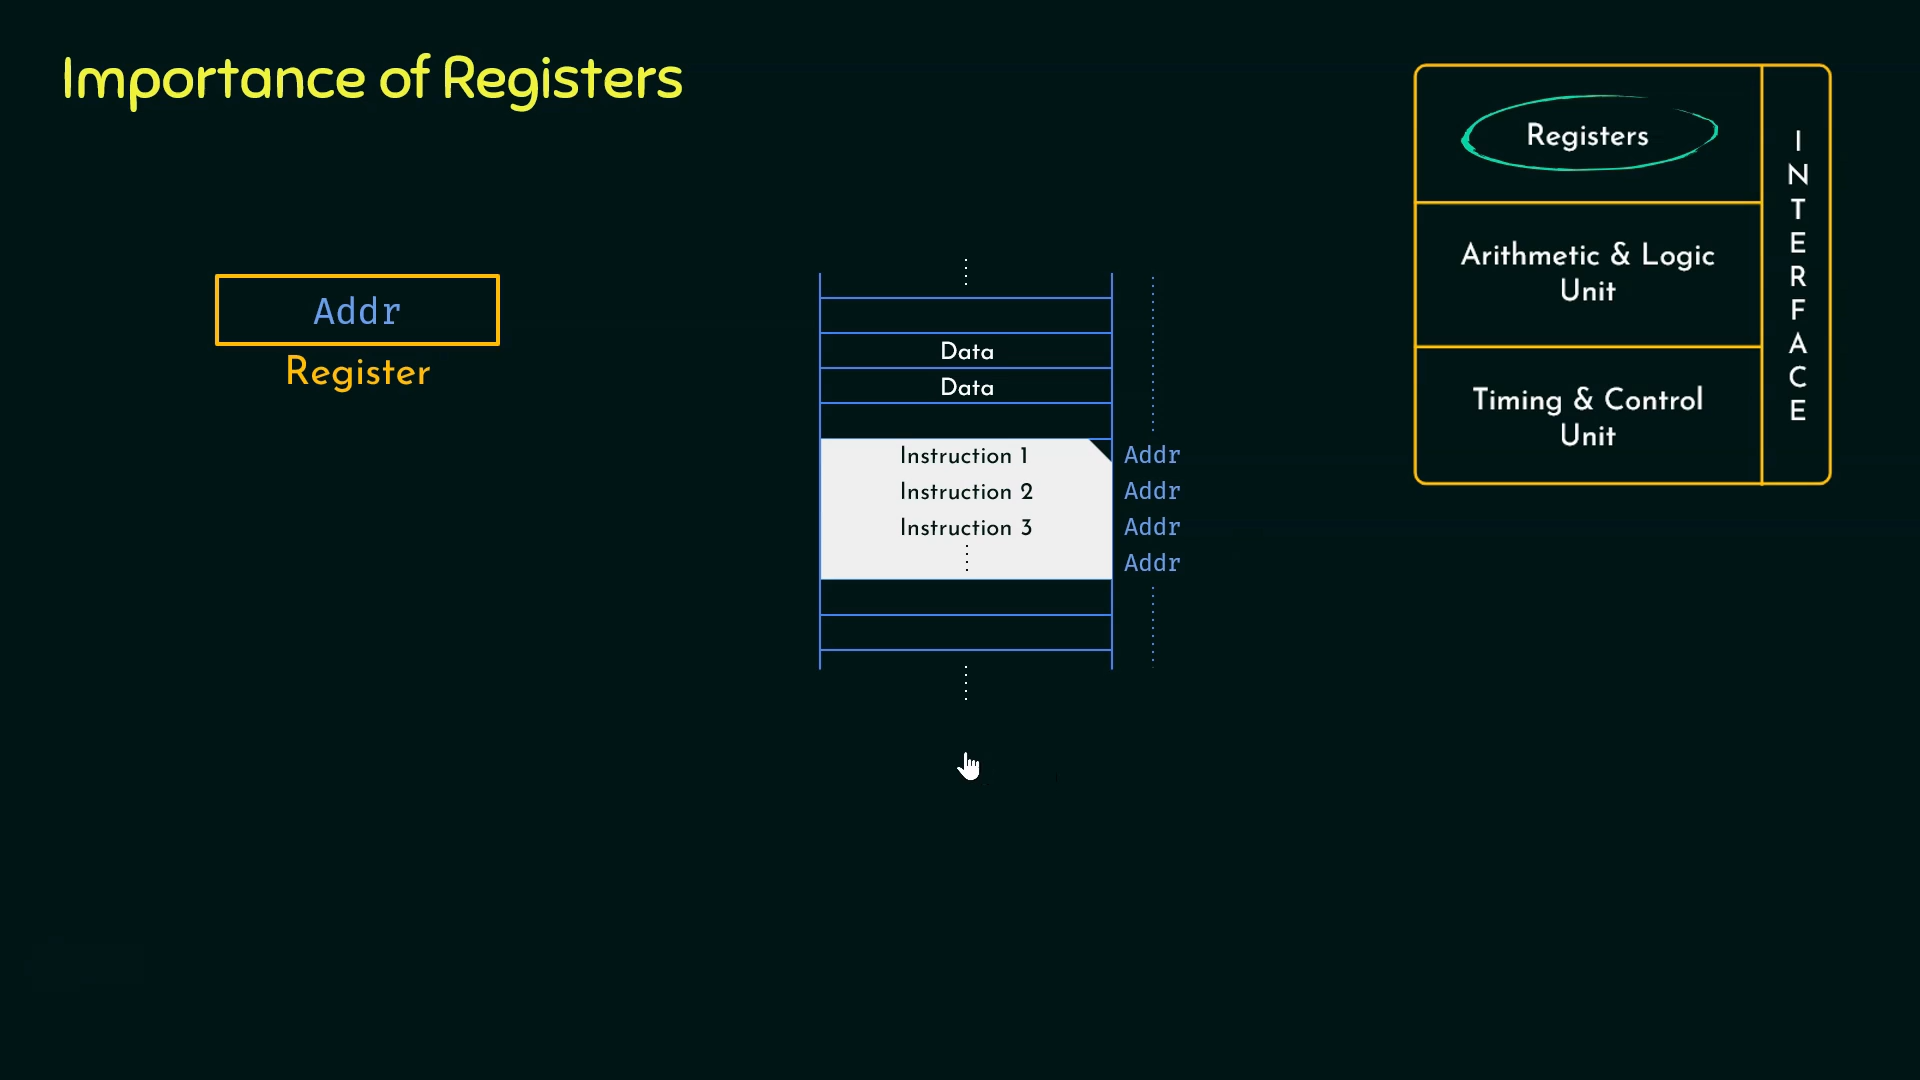 Importance of Registers
Addr
Register
Data
Data
Instruction 1
Instruction 2
Instruction 3
Addr
Addr
Addr
Addr
Registers
Arithmetic & Logic
Unit
Timing & Control
Unit
INTERFACE